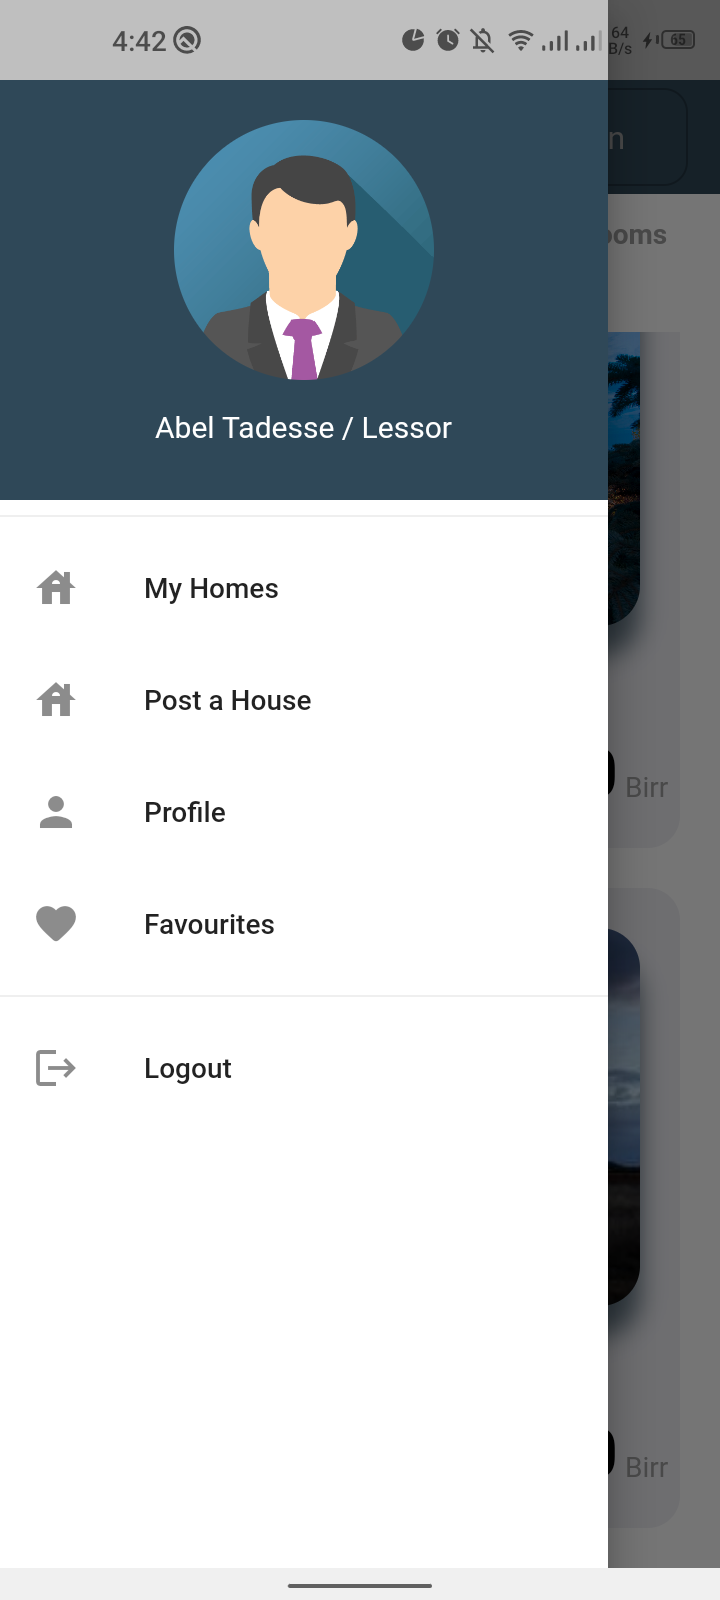 4:42
64
B/s
65
n
ooms
Abel Tadesse / Lessor
My Homes
Post a House
Birr
Profile
Favourites
Logout
Birr